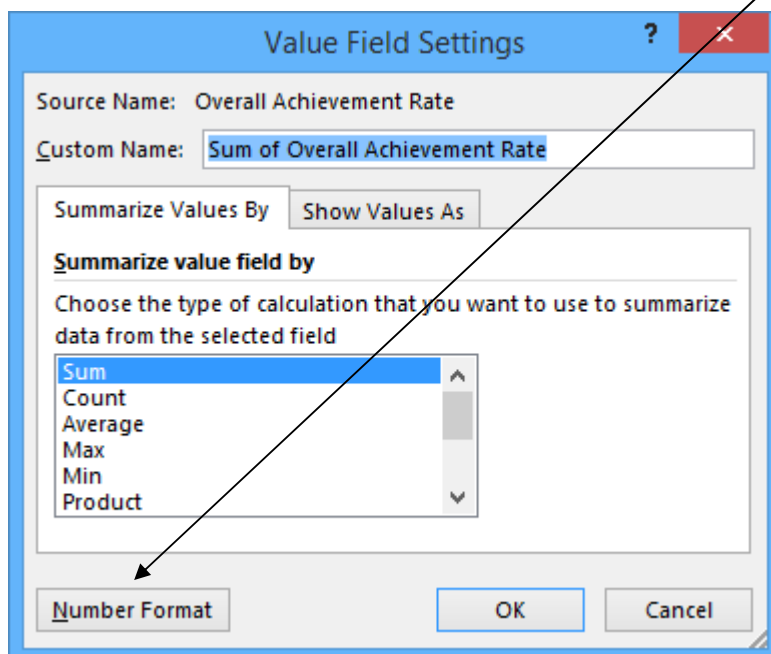 Value Field Settings ? ×
Source Name: Overall Achievement Rate
Custom Name: Sum of Overall Achievement Rate
Summarize Values By Show Values As
Summarize value field by
Choose the type of calculation that you want to use to summarize
data from the selected field
Sum
Count
Average
Max
Min
Product
Number Format OK Cancel